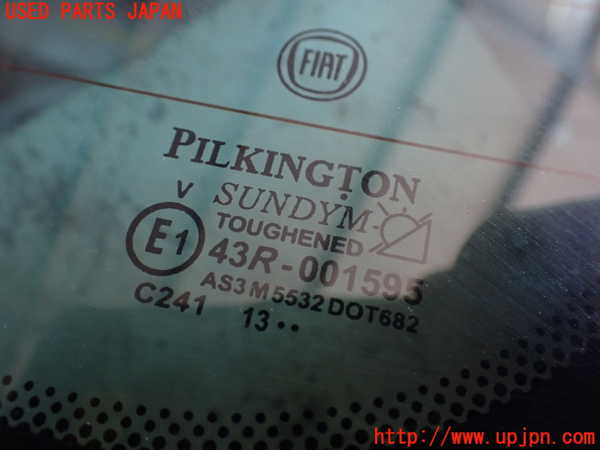 USED PARTS JAPAN
FIAT
PILKINGTON
V SUNDYM
TOUGHENED
E1 43R-001595
AS3 M5532 DOT682
C241 13••
http://www.upjpn.com/